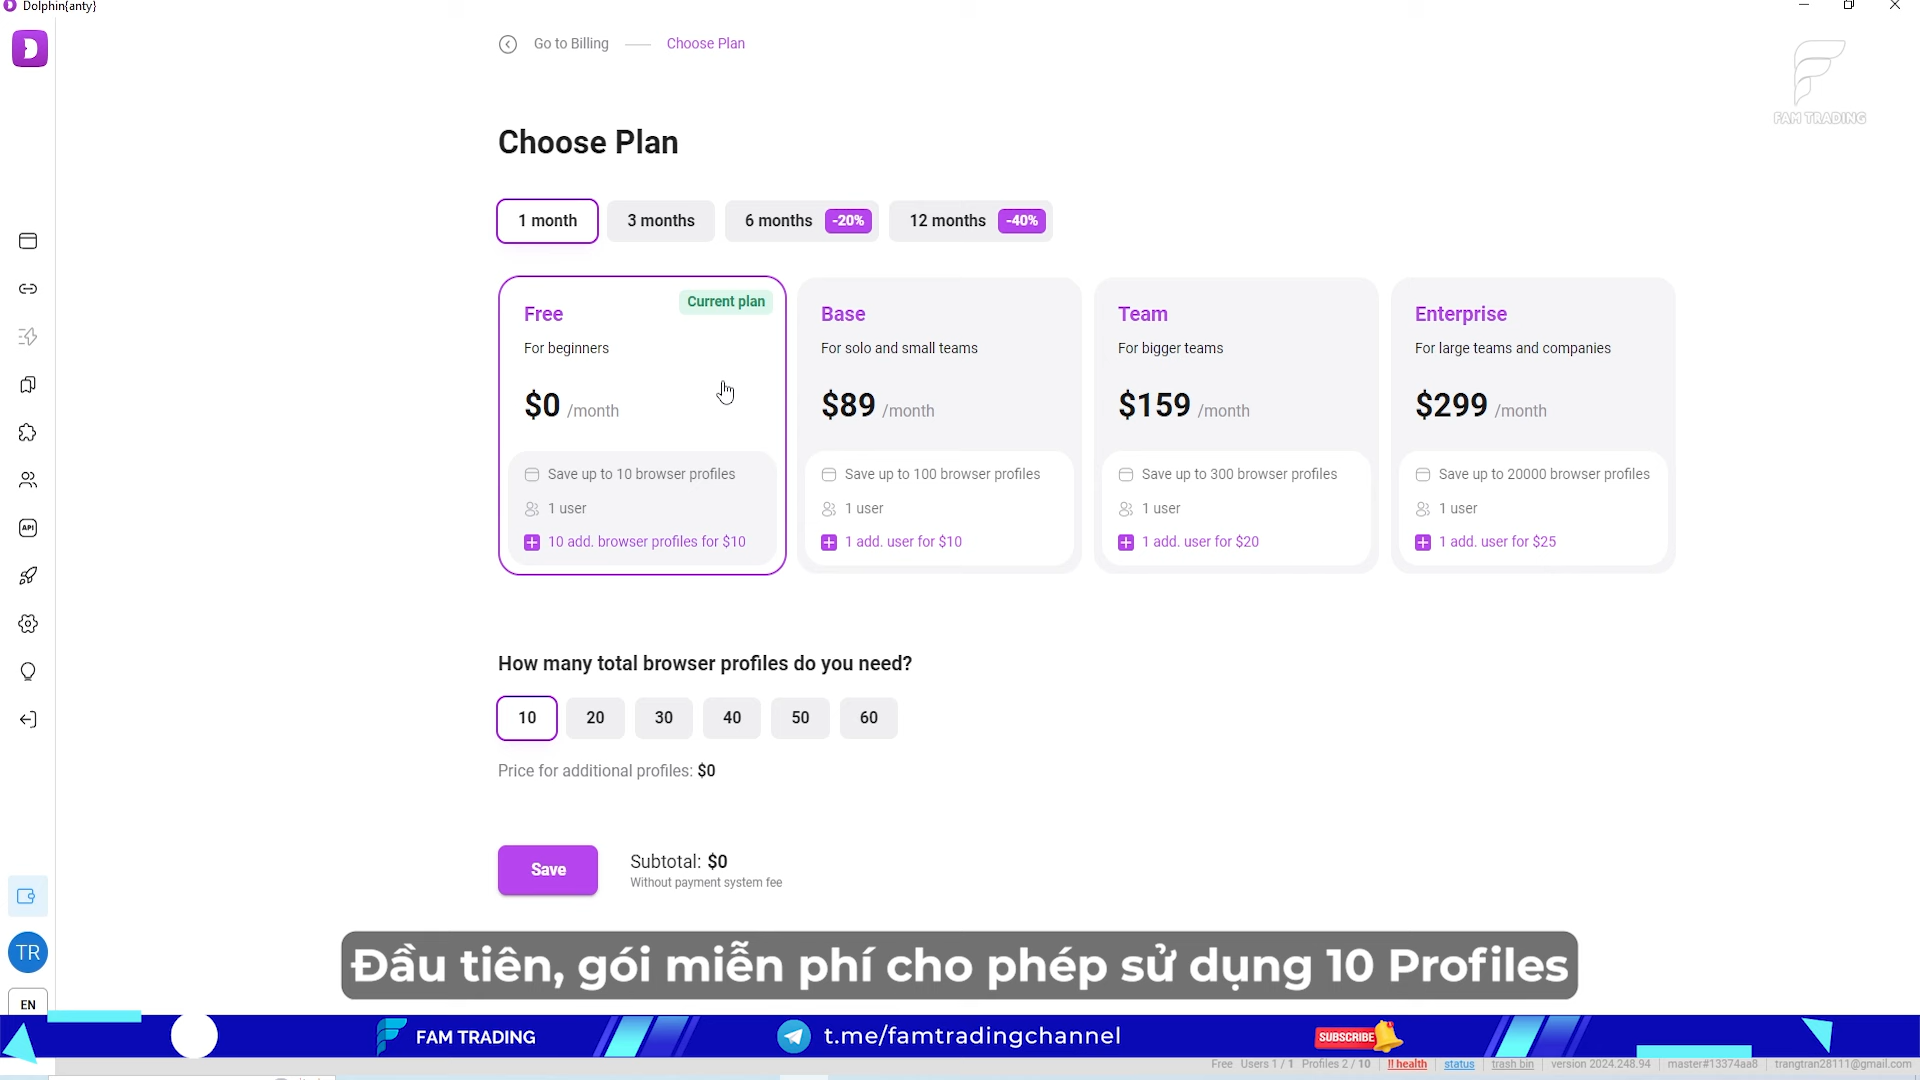 Dolphin{anty}
Go to Billing
Choose Plan
FAM TRADING
Choose Plan
1 month
3 months
6 months -20%
12 months -40%
Free
Current plan
For beginners
$0 /month
Save up to 10 browser profiles
1 user
10 add. browser profiles for $10
Base
For solo and small teams
$89 /month
Save up to 100 browser profiles
1 user
1 add. user for $10
Team
For bigger teams
$159 /month
Save up to 300 browser profiles
1 user
1 add. user for $20
Enterprise
For large teams and companies
$299 /month
Save up to 20000 browser profiles
1 user
1 add. user for $25
API
How many total browser profiles do you need?
10 20 30 40 50 60
Price for additional profiles: $0
Save
Subtotal: $0
Without payment system fee
TR
EN
Đầu tiên, gói miễn phí cho phép sử dụng 10 Profiles
FAM TRADING
t.me/famtradingchannel
SUBSCRIBE
Free Users 1 / 1 Profiles 2 / 10 !! health status trash bin version 2024.248.94 master#13374aa8 trangtran28111@gmail.com